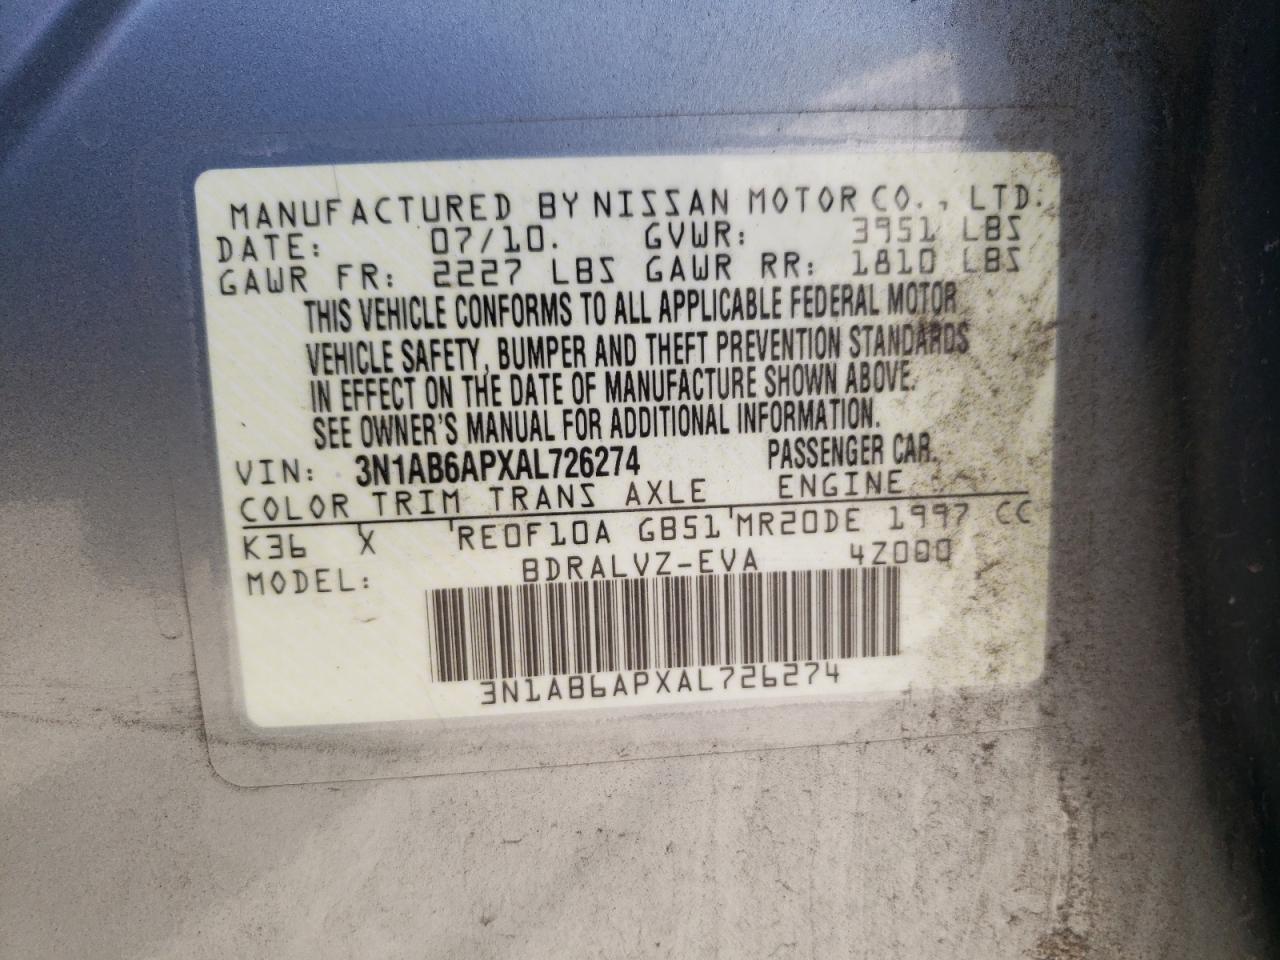 MANUFACTURED BY NISSAN MOTOR CO., LTD.
DATE: 07/10. GVWR: 3951 LBS
GAWR FR: 2227 LBS GAWR RR: 1810 LBS
THIS VEHICLE CONFORMS TO ALL APPLICABLE FEDERAL MOTOR
VEHICLE SAFETY, BUMPER AND THEFT PREVENTION STANDARDS
IN EFFECT ON THE DATE OF MANUFACTURE SHOWN ABOVE.
SEE OWNER'S MANUAL FOR ADDITIONAL INFORMATION.
VIN: 3N1AB6APXAL726274 PASSENGER CAR.
COLOR TRIM TRANS AXLE ENGINE
K36 X RE0F10A GB51 MR20DE 1997 CC
MODEL: BDRALVZ-EVA 4Z000
3N1AB6APXAL726274